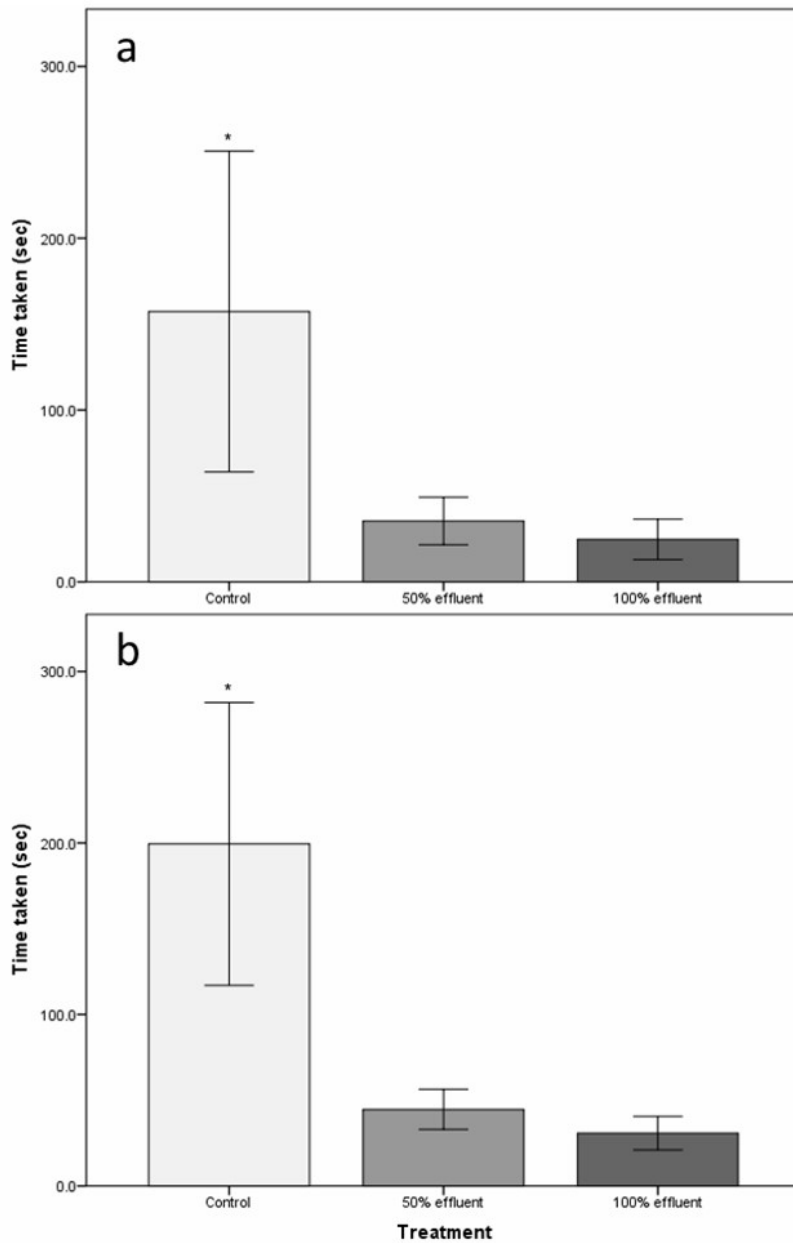 a
300.0
*
200.0
Time taken (sec)
100.0
0.0
Control 50% effluent 100% effluent
b
300.0
*
200.0
Time taken (sec)
100.0
0.0
Control 50% effluent 100% effluent
Treatment